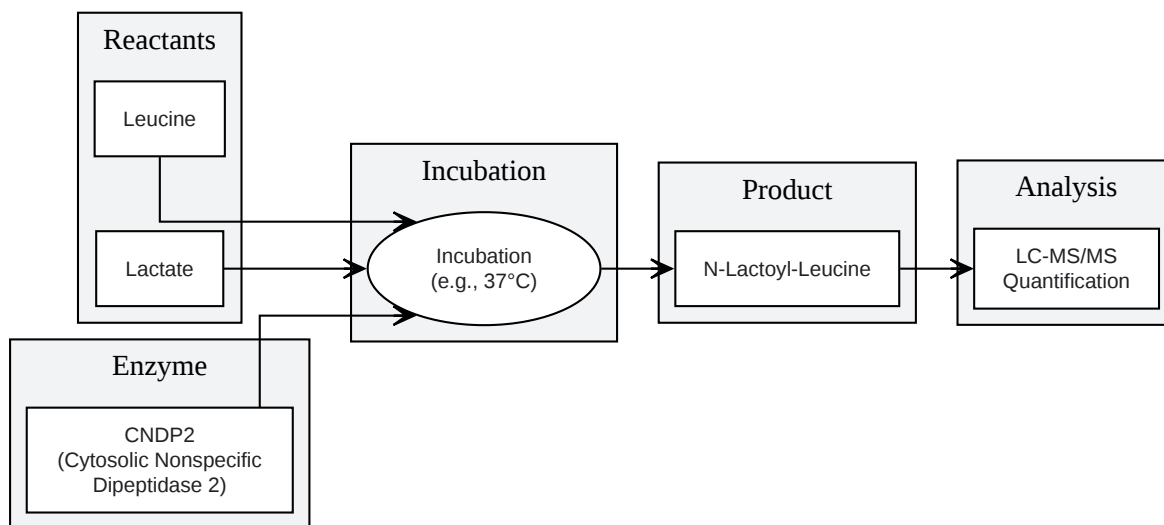 Reactants
Leucine
Lactate
Enzyme
CNDP2
(Cytosolic Nonspecific
Dipeptidase 2)
Incubation
Incubation
(e.g., 37°C)
Product
N-Lactoyl-Leucine
Analysis
LC-MS/MS
Quantification